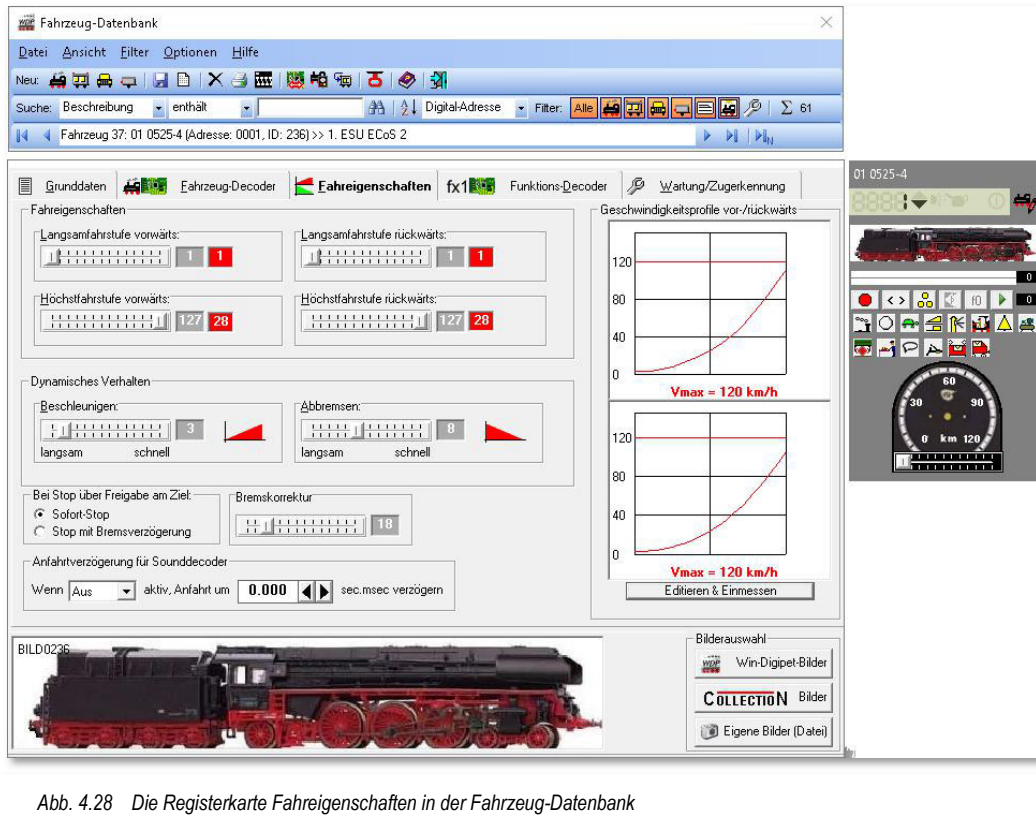 Fahrzeug-Datenbank
Datei Ansicht Filter Optionen Hilfe
Neu:
Suche: Beschreibung enthält Digital-Adresse Filter: Alle Σ 61
Fahrzeug 37: 01 0525-4 (Adresse: 0001, ID: 236) >> 1. ESU ECoS 2
Grunddaten Fahrzeug-Decoder Fahreigenschaften fx1 Funktions-Decoder Wartung/Zugerkennung
Fahreigenschaften
Langsamfahrstufe vorwärts: Langsamfahrstufe rückwärts:
1 1 1 1
Höchstfahrstufe vorwärts: Höchstfahrstufe rückwärts:
127 28 127 28
Dynamisches Verhalten
Beschleunigen: Abbremsen:
3 8
langsam schnell langsam schnell
Bei Stop über Freigabe am Ziel: Bremskorrektur
Sofort-Stop
Stop mit Bremsverzögerung
18
Anfahrtverzögerung für Sounddecoder
Wenn Aus aktiv, Anfahrt um 0.000 sec.msec verzögern
Geschwindigkeitsprofile vor-/rückwärts
120
80
40
0
Vmax = 120 km/h
120
80
40
0
Vmax = 120 km/h
Editieren & Einmessen
BILD0236
Bilderauswahl
WDP Win-Digipet-Bilder
COLLECTION Bilder
Eigene Bilder (Datei)
01 0525-4
1
0
< > f0 0
60
30 90
0 km 120
Abb. 4.28 Die Registerkarte Fahreigenschaften in der Fahrzeug-Datenbank